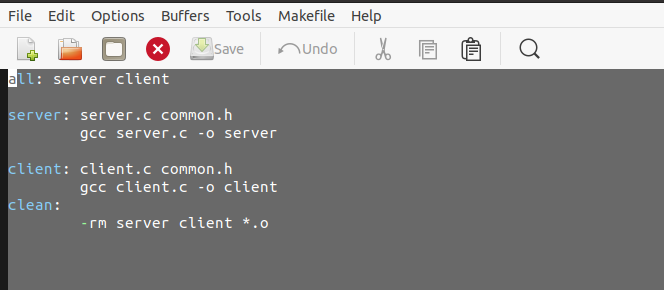 File Edit Options Buffers Tools Makefile Help
Save Undo
all: server client
server: server.c common.h
gcc server.c -o server
client: client.c common.h
gcc client.c -o client
clean:
-rm server client *.o